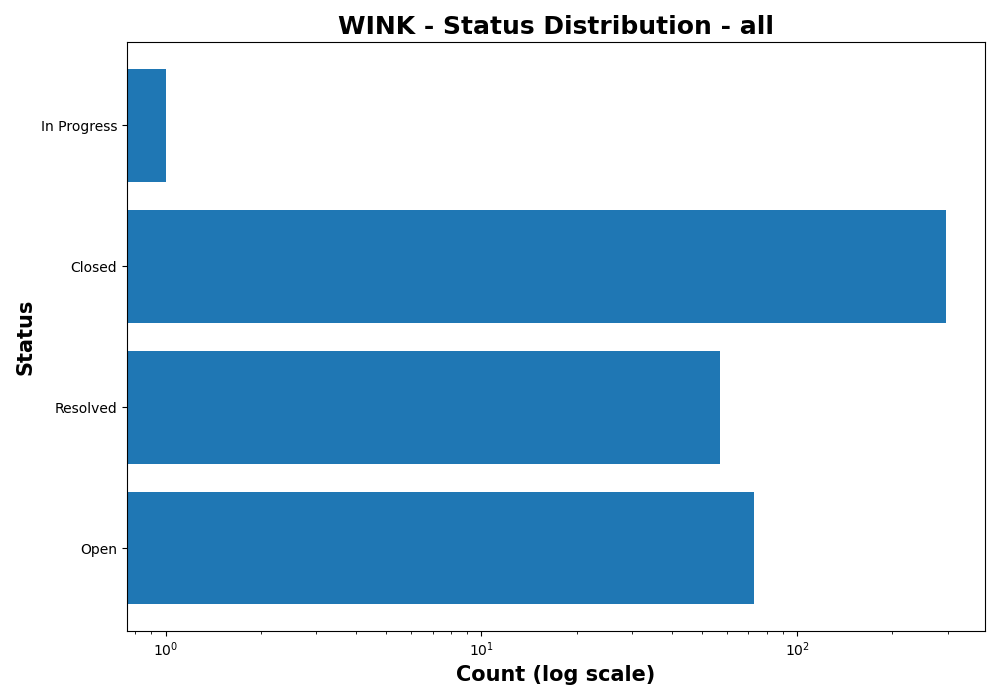 WINK - Status Distribution - all
In Progress
Closed
Resolved
Open
Status
10⁰
10¹
10²
Count (log scale)